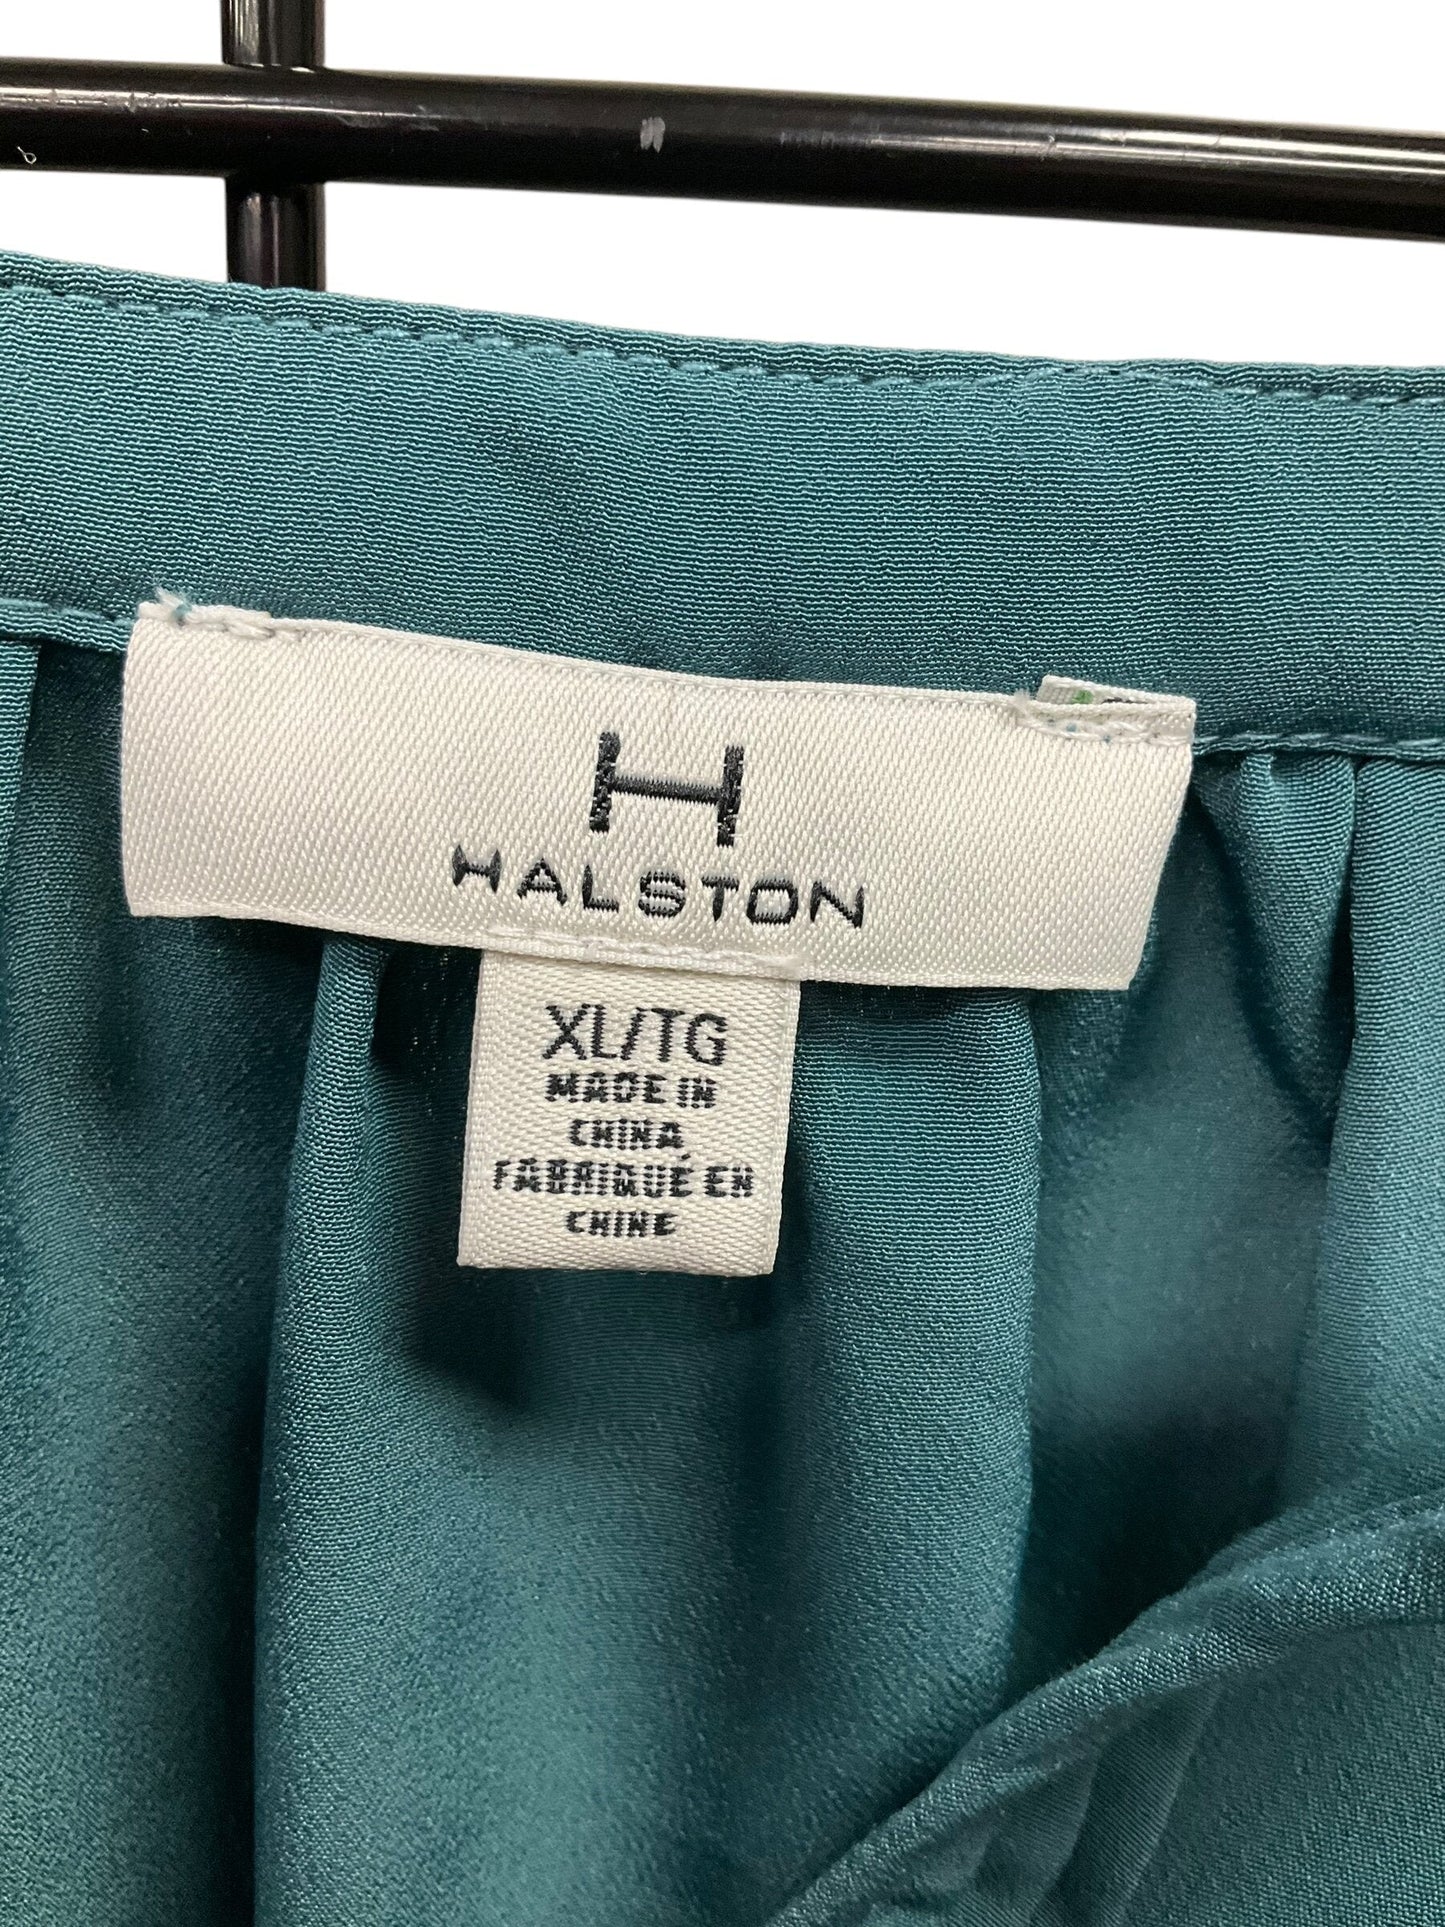 H
HALSTON
XL/TG
MADE IN
CHINA
FABRIQUÉ EN
CHINE